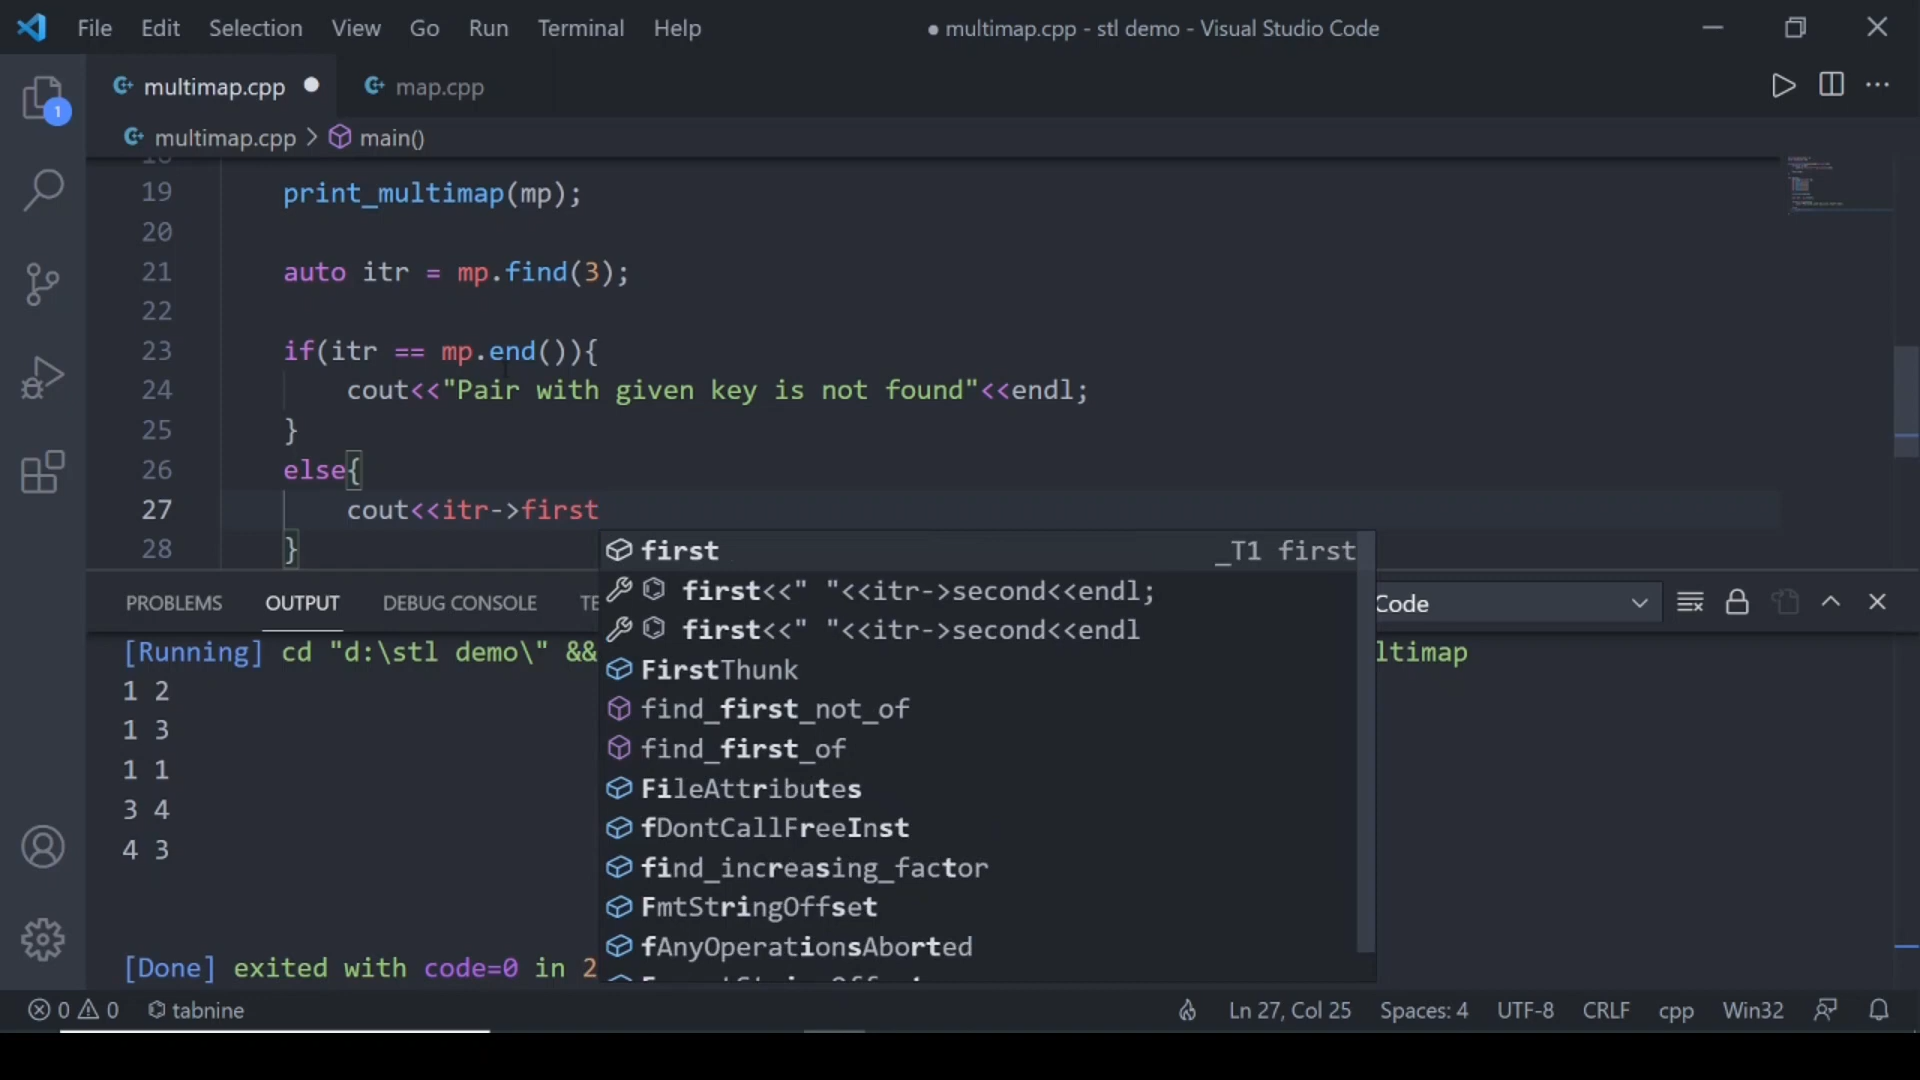 File Edit Selection View Go Run Terminal Help
● multimap.cpp - stl demo - Visual Studio Code
multimap.cpp ● map.cpp
multimap.cpp > main()
19 print_multimap(mp);
20
21 auto itr = mp.find(3);
22
23 if(itr == mp.end()){
24 cout<<"Pair with given key is not found"<<endl;
25 }
26 else{
27 cout<<itr->first
28 }
first _T1 first
first<<" "<<itr->second<<endl;
first<<" "<<itr->second<<endl
FirstThunk
find_first_not_of
find_first_of
FileAttributes
fDontCallFreeInst
find_increasing_factor
FmtStringOffset
fAnyOperationsAborted
1
PROBLEMS OUTPUT DEBUG CONSOLE TE Code
[Running] cd "d:\stl demo\" && ltimap
1 2
1 3
1 1
3 4
4 3
[Done] exited with code=0 in 2
0 0 tabnine Ln 27, Col 25 Spaces: 4 UTF-8 CRLF cpp Win32